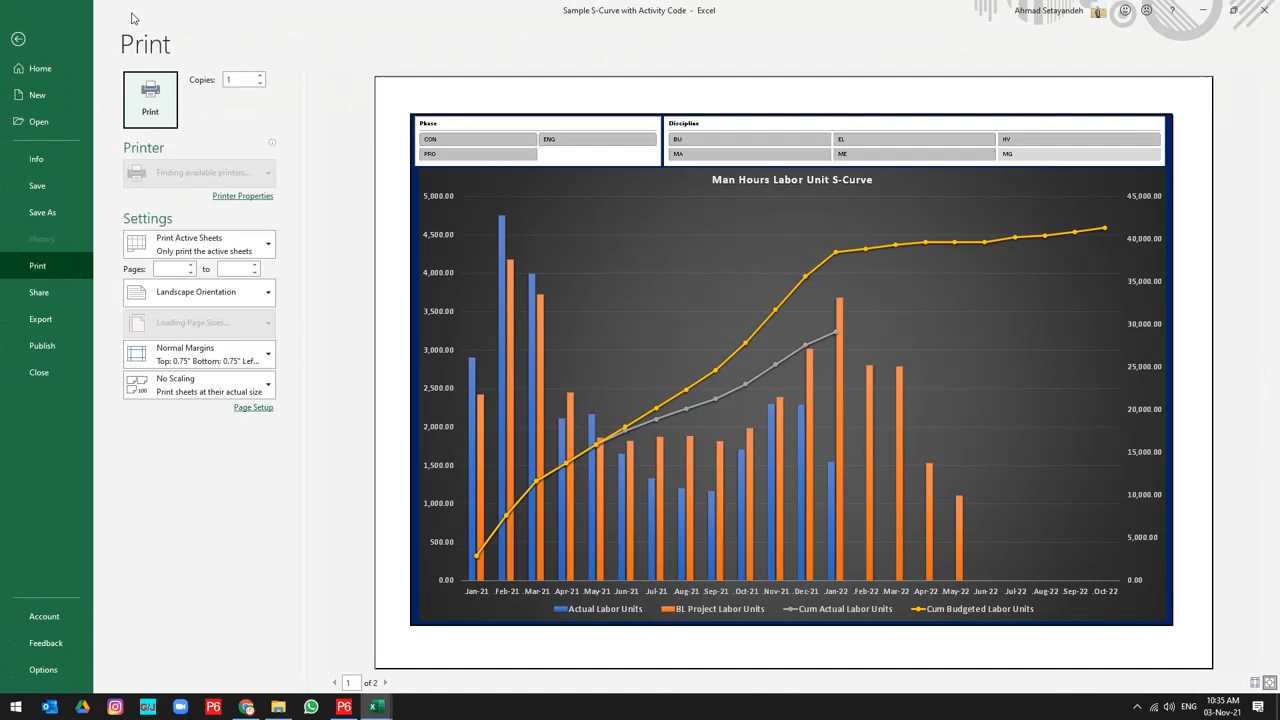 Sample S-Curve with Activity Code - Excel
Ahmad Setayandeh
?
Home
New
Open
Info
Save
Save As
History
Print
Share
Export
Publish
Close
Account
Feedback
Options
Print
Print
Copies: 1
Printer
Finding available printers...
Printer Properties
Settings
Print Active Sheets
Only print the active sheets
Pages: to
Landscape Orientation
Loading Page Sizes...
Normal Margins
Top: 0.75" Bottom: 0.75" Lef...
No Scaling
100 Print sheets at their actual size
Page Setup
Phase
CON ENG
PRO
Discipline
BU EL HV
MA ME MG
Man Hours Labor Unit S-Curve
5,000.00
4,500.00
4,000.00
3,500.00
3,000.00
2,500.00
2,000.00
1,500.00
1,000.00
500.00
0.00
45,000.00
40,000.00
35,000.00
30,000.00
25,000.00
20,000.00
15,000.00
10,000.00
5,000.00
0.00
.Jan-21 .Feb-21 .Mar-21 .Apr-21 .May-21 .Jun-21 .Jul-21 .Aug-21 .Sep-21 .Oct-21 .Nov-21 .Dec-21 .Jan-22 .Feb-22 .Mar-22 .Apr-22 .May-22 .Jun-22 .Jul-22 .Aug-22 .Sep-22 .Oct-22
Actual Labor Units BL Project Labor Units Cum Actual Labor Units Cum Budgeted Labor Units
1 of 2
G/J P6 P6
ENG
10:35 AM
03-Nov-21